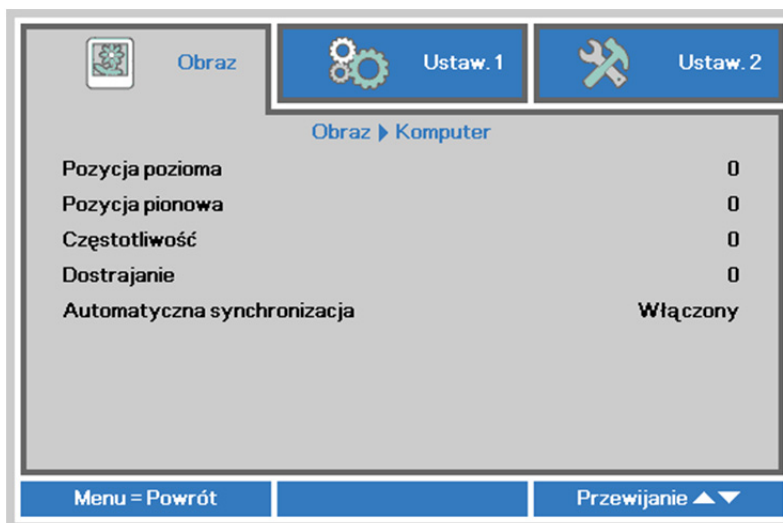 Obraz Ustaw. 1 Ustaw. 2
Obraz ▶ Komputer
Pozycja pozioma 0
Pozycja pionowa 0
Częstotliwość 0
Dostrajanie 0
Automatyczna synchronizacja Włączony
Menu = Powrót Przewijanie ▲▼